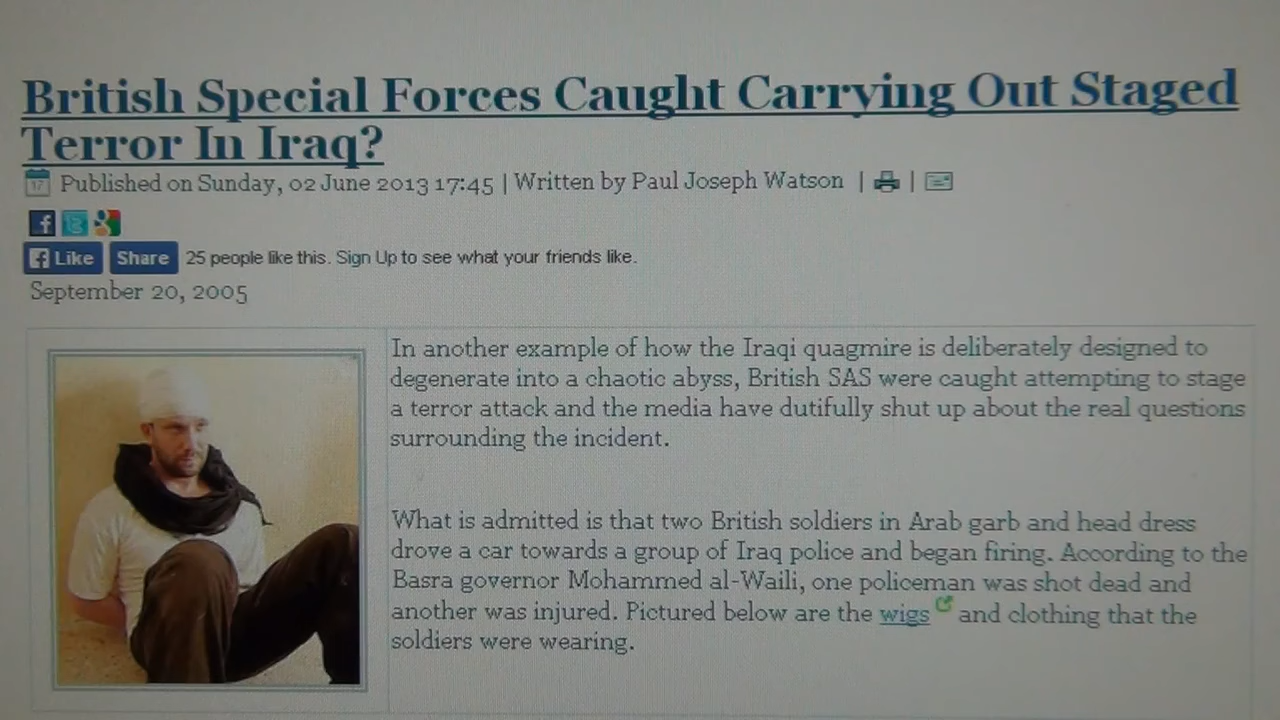 British Special Forces Caught Carrying Out Staged
Terror In Iraq?
17 Published on Sunday, 02 June 2013 17:45 | Written by Paul Joseph Watson | |
Like Share 25 people like this. Sign Up to see what your friends like.
September 20, 2005
In another example of how the Iraqi quagmire is deliberately designed to
degenerate into a chaotic abyss, British SAS were caught attempting to stage
a terror attack and the media have dutifully shut up about the real questions
surrounding the incident.
What is admitted is that two British soldiers in Arab garb and head dress
drove a car towards a group of Iraq police and began firing. According to the
Basra governor Mohammed al-Waili, one policeman was shot dead and
another was injured. Pictured below are the wigs and clothing that the
soldiers were wearing.